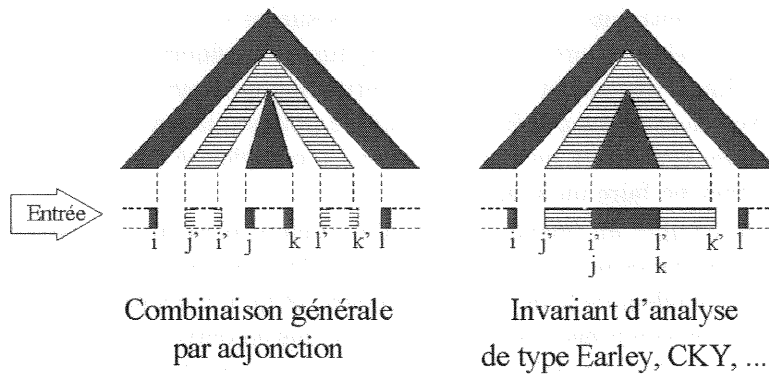 Entrée
i j' i' j k l' k' l
i j' i' l' k' l
j k
Combinaison générale
par adjonction
Invariant d'analyse
de type Earley, CKY, ...